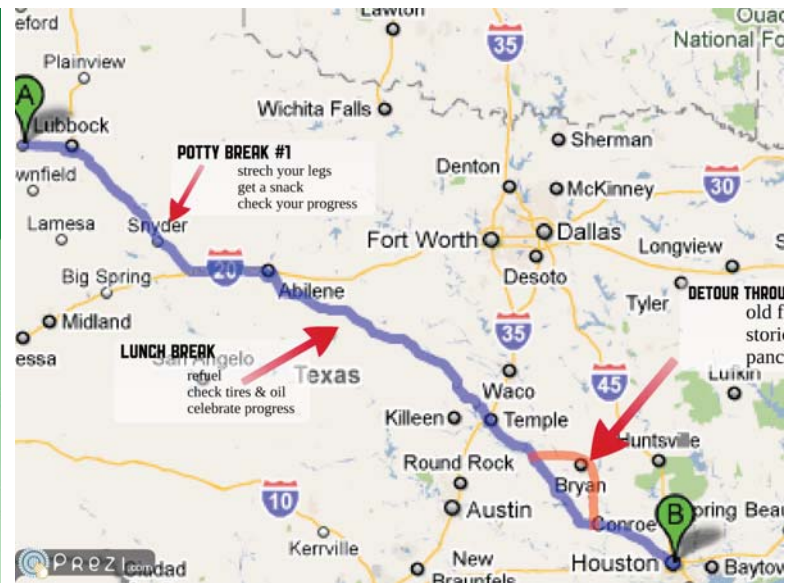 eford
Plainview
A
Lubbock
wnfield
Lamesa
Snyder
Big Spring
Midland
essa
San Angelo
Lawton
Wichita Falls
35
National Fo
Sherman
Denton
McKinney
30
Fort Worth
Dallas
Longview
Desoto
Tyler
20
Abilene
Texas
35
45
Waco
Lufkin
Killeen
Temple
Huntsville
Round Rock
Bryan
Austin
Conroe
B
pring Beau
10
Kerrville
Houston
Bayto
New
Braunfels
Ciudad
POTTY BREAK #1
strech your legs
get a snack
check your progress
LUNCH BREAK
refuel
check tires & oil
celebrate progress
DETOUR THROU
old f
stori
panc
PREZI.com